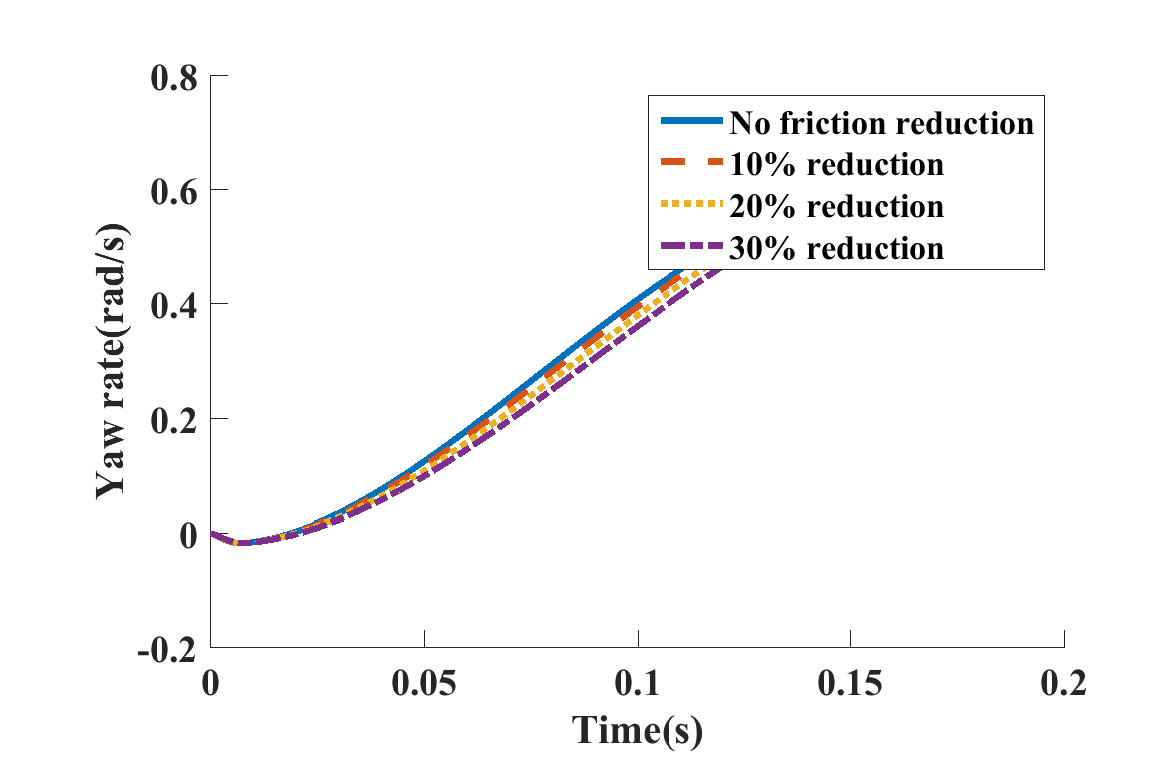 0.8
0.6
0.4
0.2
0
-0.2
Yaw rate(rad/s)
No friction reduction
10% reduction
20% reduction
30% reduction
0 0.05 0.1 0.15 0.2
Time(s)